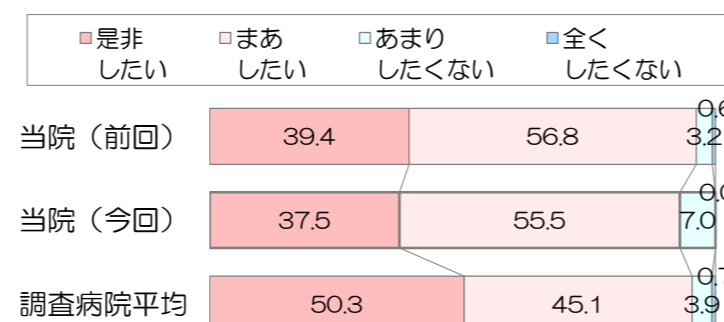 是非 まあ あまり 全く
したい したい したくない したくない
0.6
当院（前回） 39.4 56.8 3.2
当院（今回） 37.5 55.5 7.0
調査病院平均 50.3 45.1 3.9